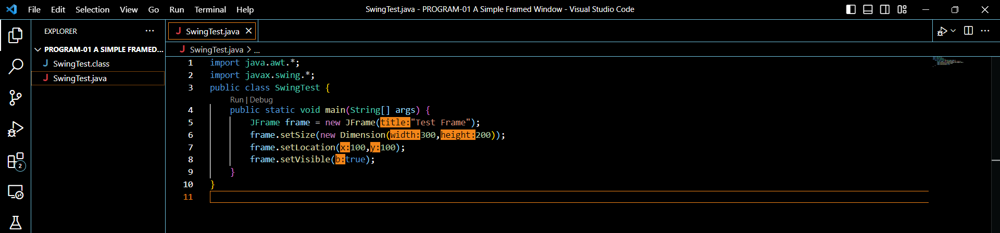 File Edit Selection View Go Run Terminal Help
SwingTest.java - PROGRAM-01 A Simple Framed Window - Visual Studio Code
EXPLORER
PROGRAM-01 A SIMPLE FRAMED...
SwingTest.class
SwingTest.java
2
SwingTest.java
SwingTest.java > ...
1 import java.awt.*;
2 import javax.swing.*;
3 public class SwingTest {
Run | Debug
4 public static void main(String[] args) {
5 JFrame frame = new JFrame(title:"Test Frame");
6 frame.setSize(new Dimension(width:300,height:200));
7 frame.setLocation(x:100,y:100);
8 frame.setVisible(b:true);
9 }
10 }
11